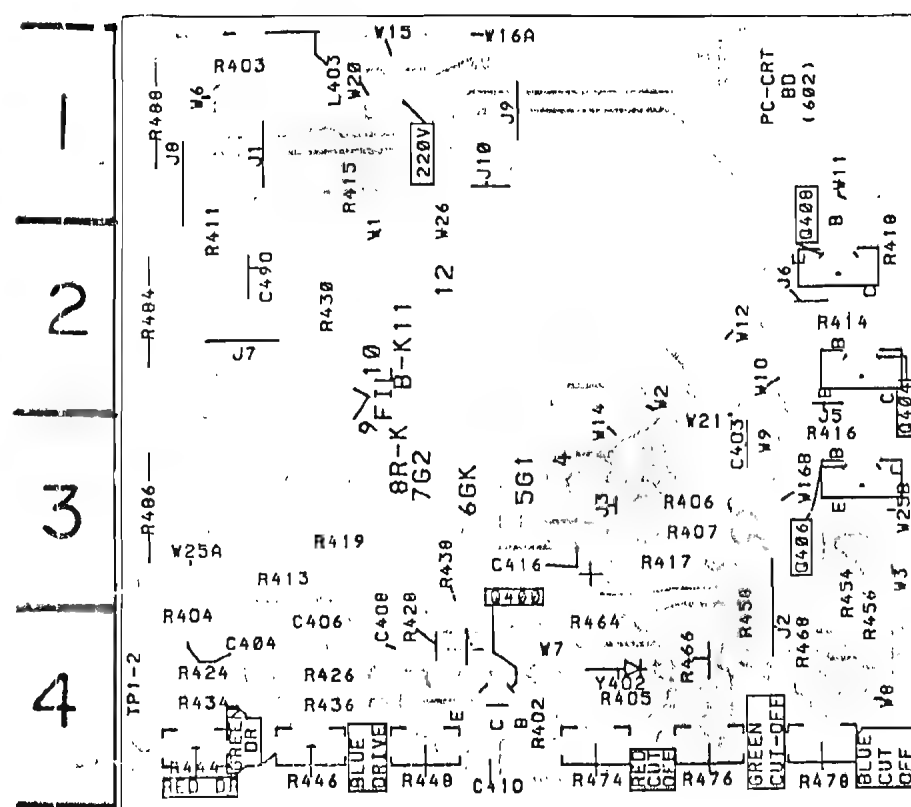 1
2
3
4
W15
W16A
R403
L403
W20
W6
R488
J8
J1
R415
220V
J9
J10
PC-CRT
BD
(602)
W11
Q408
B
E
R418
C
J6
R411
W1
W26
C490
R430
12
R484
J7
W12
R414
B
10
B-K11
FIL
9
W10
B
C
J5
Q404
W2
W14
W21
C403
W9
R416
8R-K
7G2
6GK
5G1
4
W16B
B
E
C
W25B
R486
J3
R406
R407
Q406
R419
W25A
R438
C416
R417
R413
Q400
R458
R454
R456
W3
R404
C404
C406
C408
R428
W7
R464
R466
J2
R468
TP1-2
R424
R426
Y402
R405
W8
R434
R436
E
C
B
R402
R444
RED DR
GREEN
DR
R446
BLUE
DRIVE
R448
C410
R474
RED
CUT
OFF
R476
GREEN
CUT-OFF
R478
BLUE
CUT
OFF